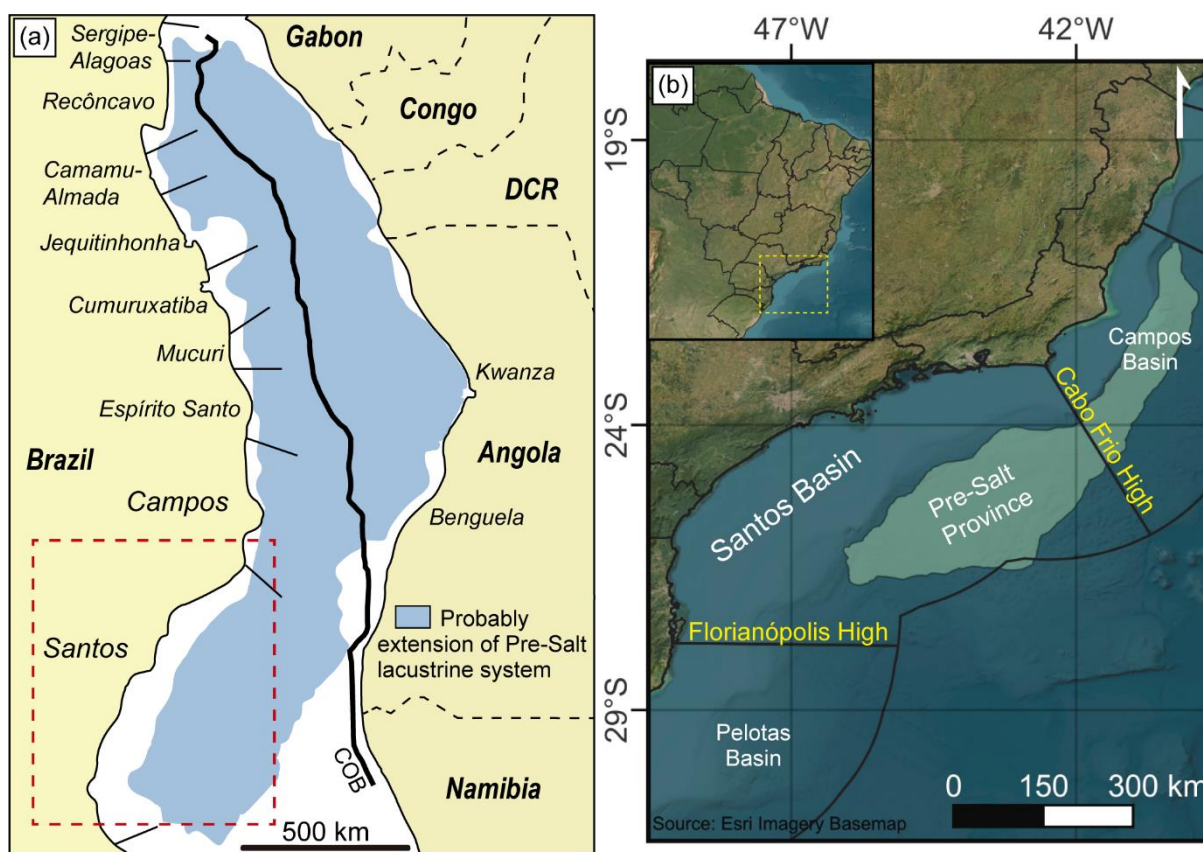 (a)
Sergipe-
Alagoas
Recôncavo
Camamu-
Almada
Jequitinhonha
Cumuruxatiba
Mucuri
Espírito Santo
Brazil
Campos
Santos
Gabon
Congo
DCR
Kwanza
Angola
Benguela
Probably
extension of Pre-Salt
lacustrine system
COB
Namibia
500 km
(b)
47°W
42°W
19°S
24°S
29°S
Campos
Basin
Cabo Frio High
Santos Basin
Pre-Salt
Province
Florianópolis High
Pelotas
Basin
0 150 300 km
Source: Esri Imagery Basemap